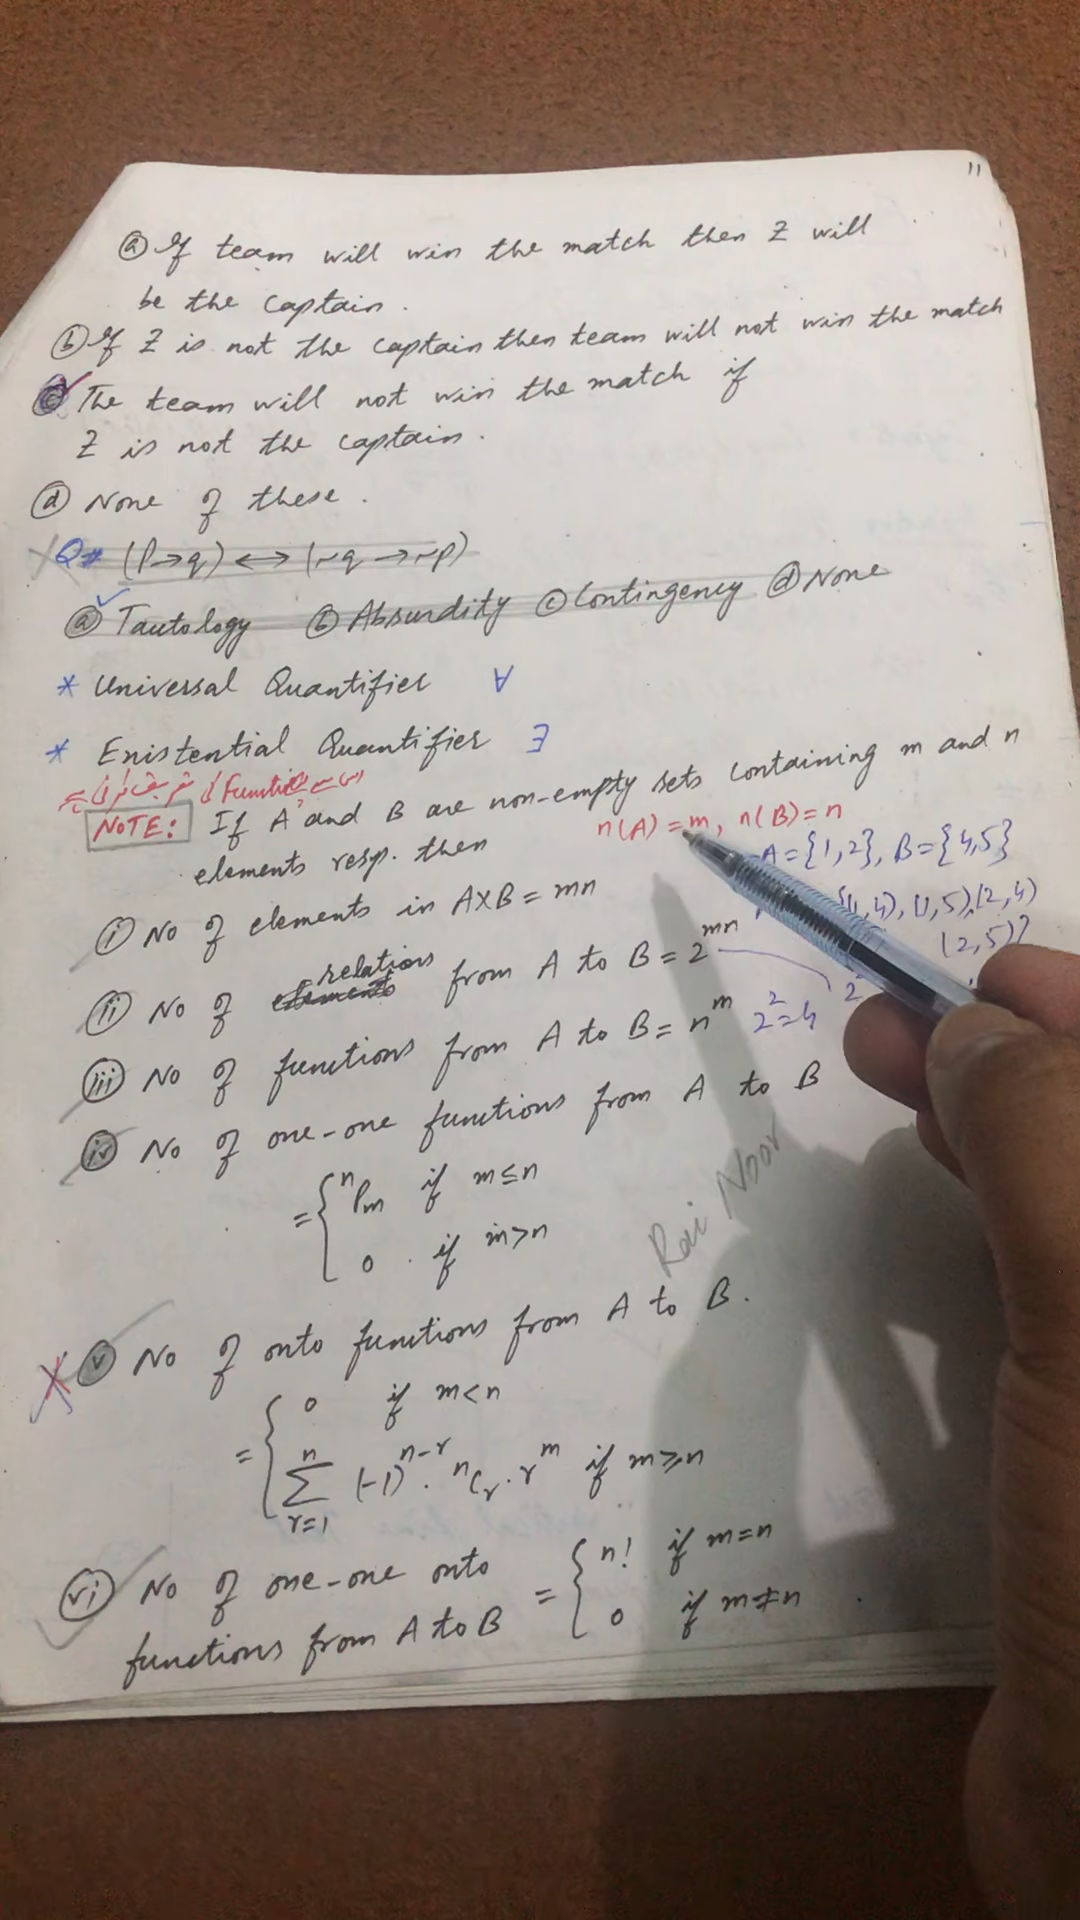 11
ⓐ If team will win the match then Z will
be the captain.
ⓑ If Z is not the captain then team will not win the match
ⓒ The team will not win the match if
Z is not the captain.
ⓓ None of these.
Q# (P→q) ↔ (~q →~p)
ⓐ Tautology ⓑ Absurdity ⓒ Contingency ⓓ None
* Universal Quantifier ∀
* Existential Quantifier ∃
Function
NOTE: If A and B are non-empty sets containing m and n
elements resp. then n(A)=m, n(B)=n
A={1,2}, B={4,5}
(1,4), (1,5), (2,4)
(2,5)}
(i) No of elements in AXB = mn
(ii) No of relations from A to B = 2^mn
(iii) No of functions from A to B = n^m 2^2=4
(iv) No of one-one functions from A to B
= { nPm if m≤n
0 . if m>n
Rai Noor
(v) No of onto functions from A to B.
= { 0 if m<n
n∑r=1 (-1)^n-r . nCr . r^m if m≥n
(vi) No of one-one onto = { n! if m=n
functions from A to B 0 if m≠n